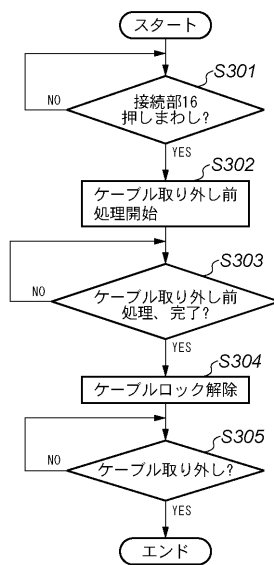 スタート
S301
接続部16
押しまわし?
NO
YES
S302
ケーブル取り外し前
処理開始
S303
ケーブル取り外し前
処理、完了?
NO
YES
S304
ケーブルロック解除
S305
ケーブル取り外し?
NO
YES
エンド